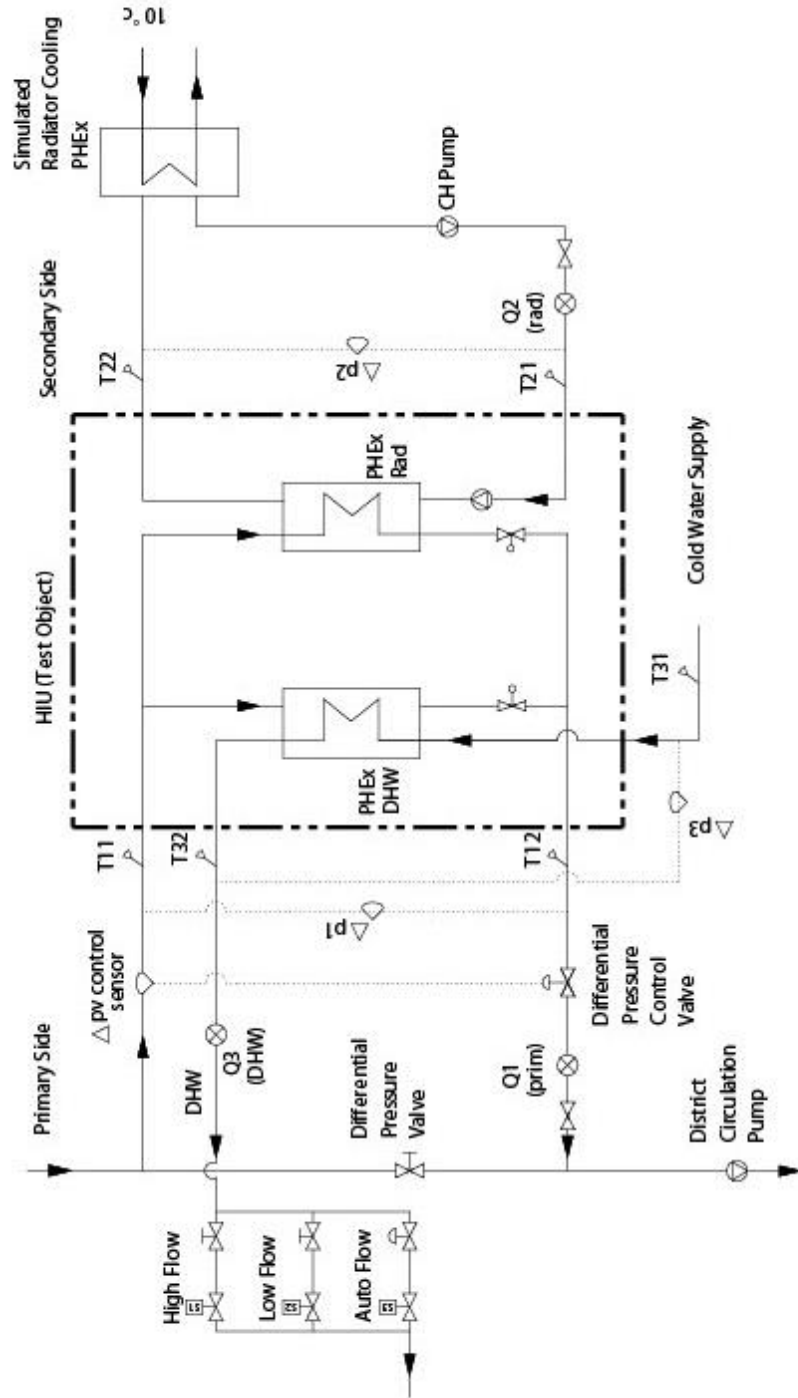 Primary Side
HIU (Test Object)
Secondary Side
Simulated
Radiator Cooling
PHEx
10°c
△pv control
sensor
T11
T22
High Flow
S1
DHW
Q3
(DHW)
T32
Low Flow
S2
Differential
Pressure
Valve
△p1
PHEx
DHW
PHEx
Rad
△p2
CH Pump
Auto Flow
S3
Q1
(prim)
T12
T21
Q2
(rad)
Differential
Pressure
Control
Valve
△p3
T31
Cold Water Supply
District
Circulation
Pump